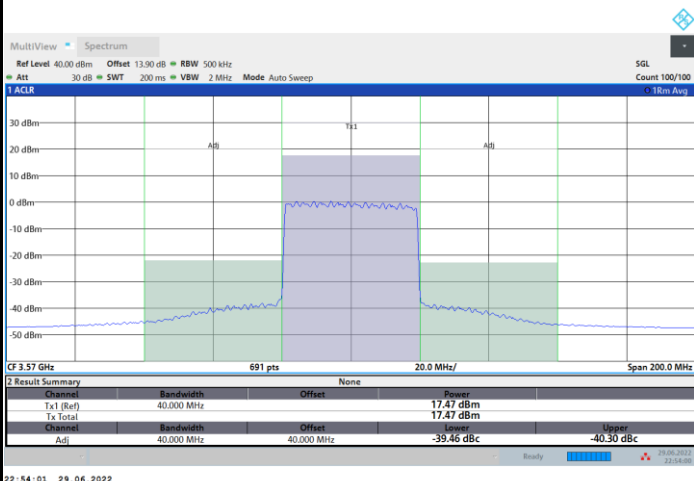 MultiView Spectrum
Ref Level 40.00 dBm Offset 13.90 dB RBW 500 kHz SGL
Att 30 dB SWT 200 ms VBW 2 MHz Mode Auto Sweep Count 100/100
1 ACLR 1Rm Avg
30 dBm
Tx1
20 dBm
Adj Adj
10 dBm
0 dBm
-10 dBm
-20 dBm
-30 dBm
-40 dBm
-50 dBm
CF 3.57 GHz 691 pts 20.0 MHz/ Span 200.0 MHz
2 Result Summary None
Channel Bandwidth Offset Power
Tx1 (Ref) 40.000 MHz 17.47 dBm
Tx Total 17.47 dBm
Channel Bandwidth Offset Lower Upper
Adj 40.000 MHz 40.000 MHz -39.46 dBc -40.30 dBc
Ready 29.06.2022
22:54:00
22:54:01 29.06.2022